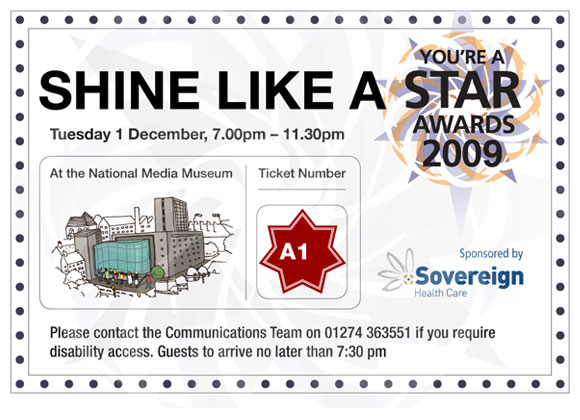 YOU'RE A
SHINE LIKE A STAR
AWARDS
2009
Tuesday 1 December, 7.00pm – 11.30pm
At the National Media Museum
Ticket Number
A1
Sponsored by
Sovereign
Health Care
Please contact the Communications Team on 01274 363551 if you require
disability access. Guests to arrive no later than 7:30 pm